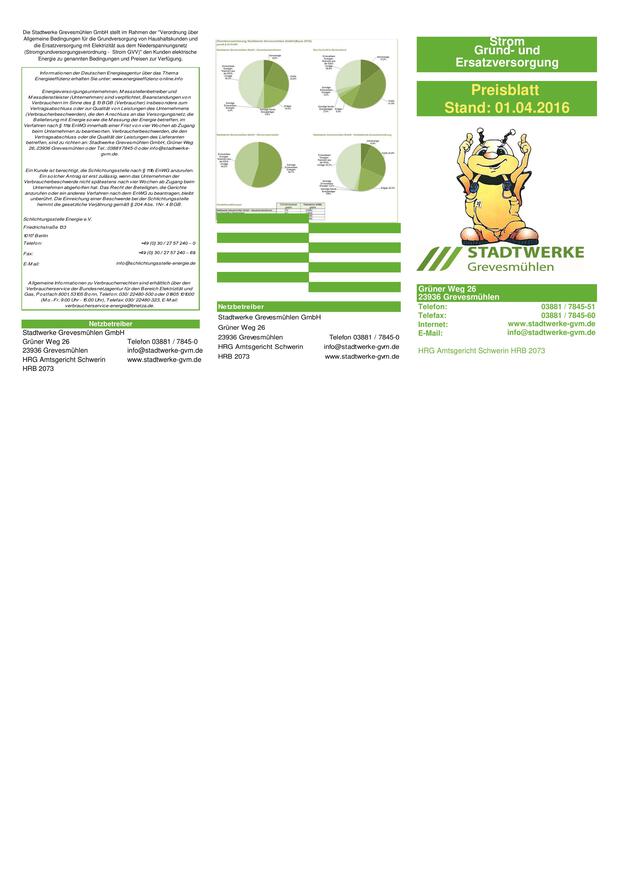 Die Stadtwerke Grevesmühlen GmbH stellt im Rahmen der "Verordnung über
Allgemeine Bedingungen für die Grundversorgung von Haushaltskunden und
die Ersatzversorgung mit Elektrizität aus dem Niederspannungsnetz
(Stromgrundversorgungsverordnung - Strom GVV)" den Kunden elektrische
Energie zu genannten Bedingungen und Preisen zur Verfügung.
Informationen der Deutschen Energieagentur über das Thema
Energieeffizienz erhalten Sie unter: www.energieeffizienz-online.info
Energieversorgungunternehmen, Messstellenbetreiber und
Messdienstleister (Unternehmen) sind verpflichtet, Beanstandungen von
Verbrauchern im Sinne des § 13 BGB (Verbraucher) insbesondere zum
Vertragsabschluss oder zur Qualität von Leistungen des Unternehmens
(Verbraucherbeschwerden), die den Anschluss an das Versorgungsnetz, die
Belieferung mit Energie sowie die Messung der Energie betreffen, im
Verfahren nach § 111a EnWG innerhalb einer Frist von vier Wochen ab Zugang
beim Unternehmen zu beantworten. Verbraucherbeschwerden, die den
Vertragsabschluss oder die Qualität der Leistungen des Lieferanten
betreffen, sind zu richten an: Stadtwerke Grevesmühlen GmbH, Grüner Weg
26, 23936 Grevesmühlen oder Tel.: 03881/7845-0 oder info@stadtwerke-
gvm.de.
Ein Kunde ist berechtigt, die Schlichtungsstelle nach § 111b EnWG anzurufen.
Ein solcher Antrag ist erst zulässig, wenn das Unternehmen der
Verbraucherbeschwerde nicht spätestens nach vier Wochen ab Zugang beim
Unternehmen abgeholfen hat. Das Recht der Beteiligten, die Gerichte
anzurufen oder ein anderes Verfahren nach dem EnWG zu beantragen, bleibt
unberührt. Die Einreichung einer Beschwerde bei der Schlichtungsstelle
hemmt die gesetzliche Verjährung gemäß § 204 Abs. 1 Nr. 4 BGB.
Schlichtungsstelle Energie e.V.
Friedrichstraße 133
10117 Berlin
Telefon: +49 (0) 30 / 27 57 240 - 0
Fax: +49 (0) 30 / 27 57 240 - 69
E-Mail: info@schlichtungsstelle-energie.de
Allgemeine Informationen zu Verbraucherrechten sind erhältlich über den
Verbraucherservice der Bundesnetzagentur für den Bereich Elektrizität und
Gas, Postfach 8001, 53105 Bonn, Telefon: 030/ 22480-500 oder 01805 101000
(Mo.-Fr. 9:00 Uhr - 15:00 Uhr), Telefax: 030/ 22480-323, E-Mail:
verbraucherservice-energie@bnetza.de.
Netzbetreiber
Stadtwerke Grevesmühlen GmbH
Grüner Weg 26 Telefon 03881 / 7845-0
23936 Grevesmühlen info@stadtwerke-gvm.de
HRG Amtsgericht Schwerin www.stadtwerke-gvm.de
HRB 2073
Netzbetreiber
Stadtwerke Grevesmühlen GmbH
Grüner Weg 26
23936 Grevesmühlen Telefon 03881 / 7845-0
HRG Amtsgericht Schwerin info@stadtwerke-gvm.de
HRB 2073 www.stadtwerke-gvm.de
Strom
Grund- und
Ersatzversorgung
Preisblatt
Stand: 01.04.2016
STADTWERKE
Grevesmühlen
Grüner Weg 26
23936 Grevesmühlen
Telefon: 03881 / 7845-51
Telefax: 03881 / 7845-60
Internet: www.stadtwerke-gvm.de
E-Mail: info@stadtwerke-gvm.de
HRG Amtsgericht Schwerin HRB 2073